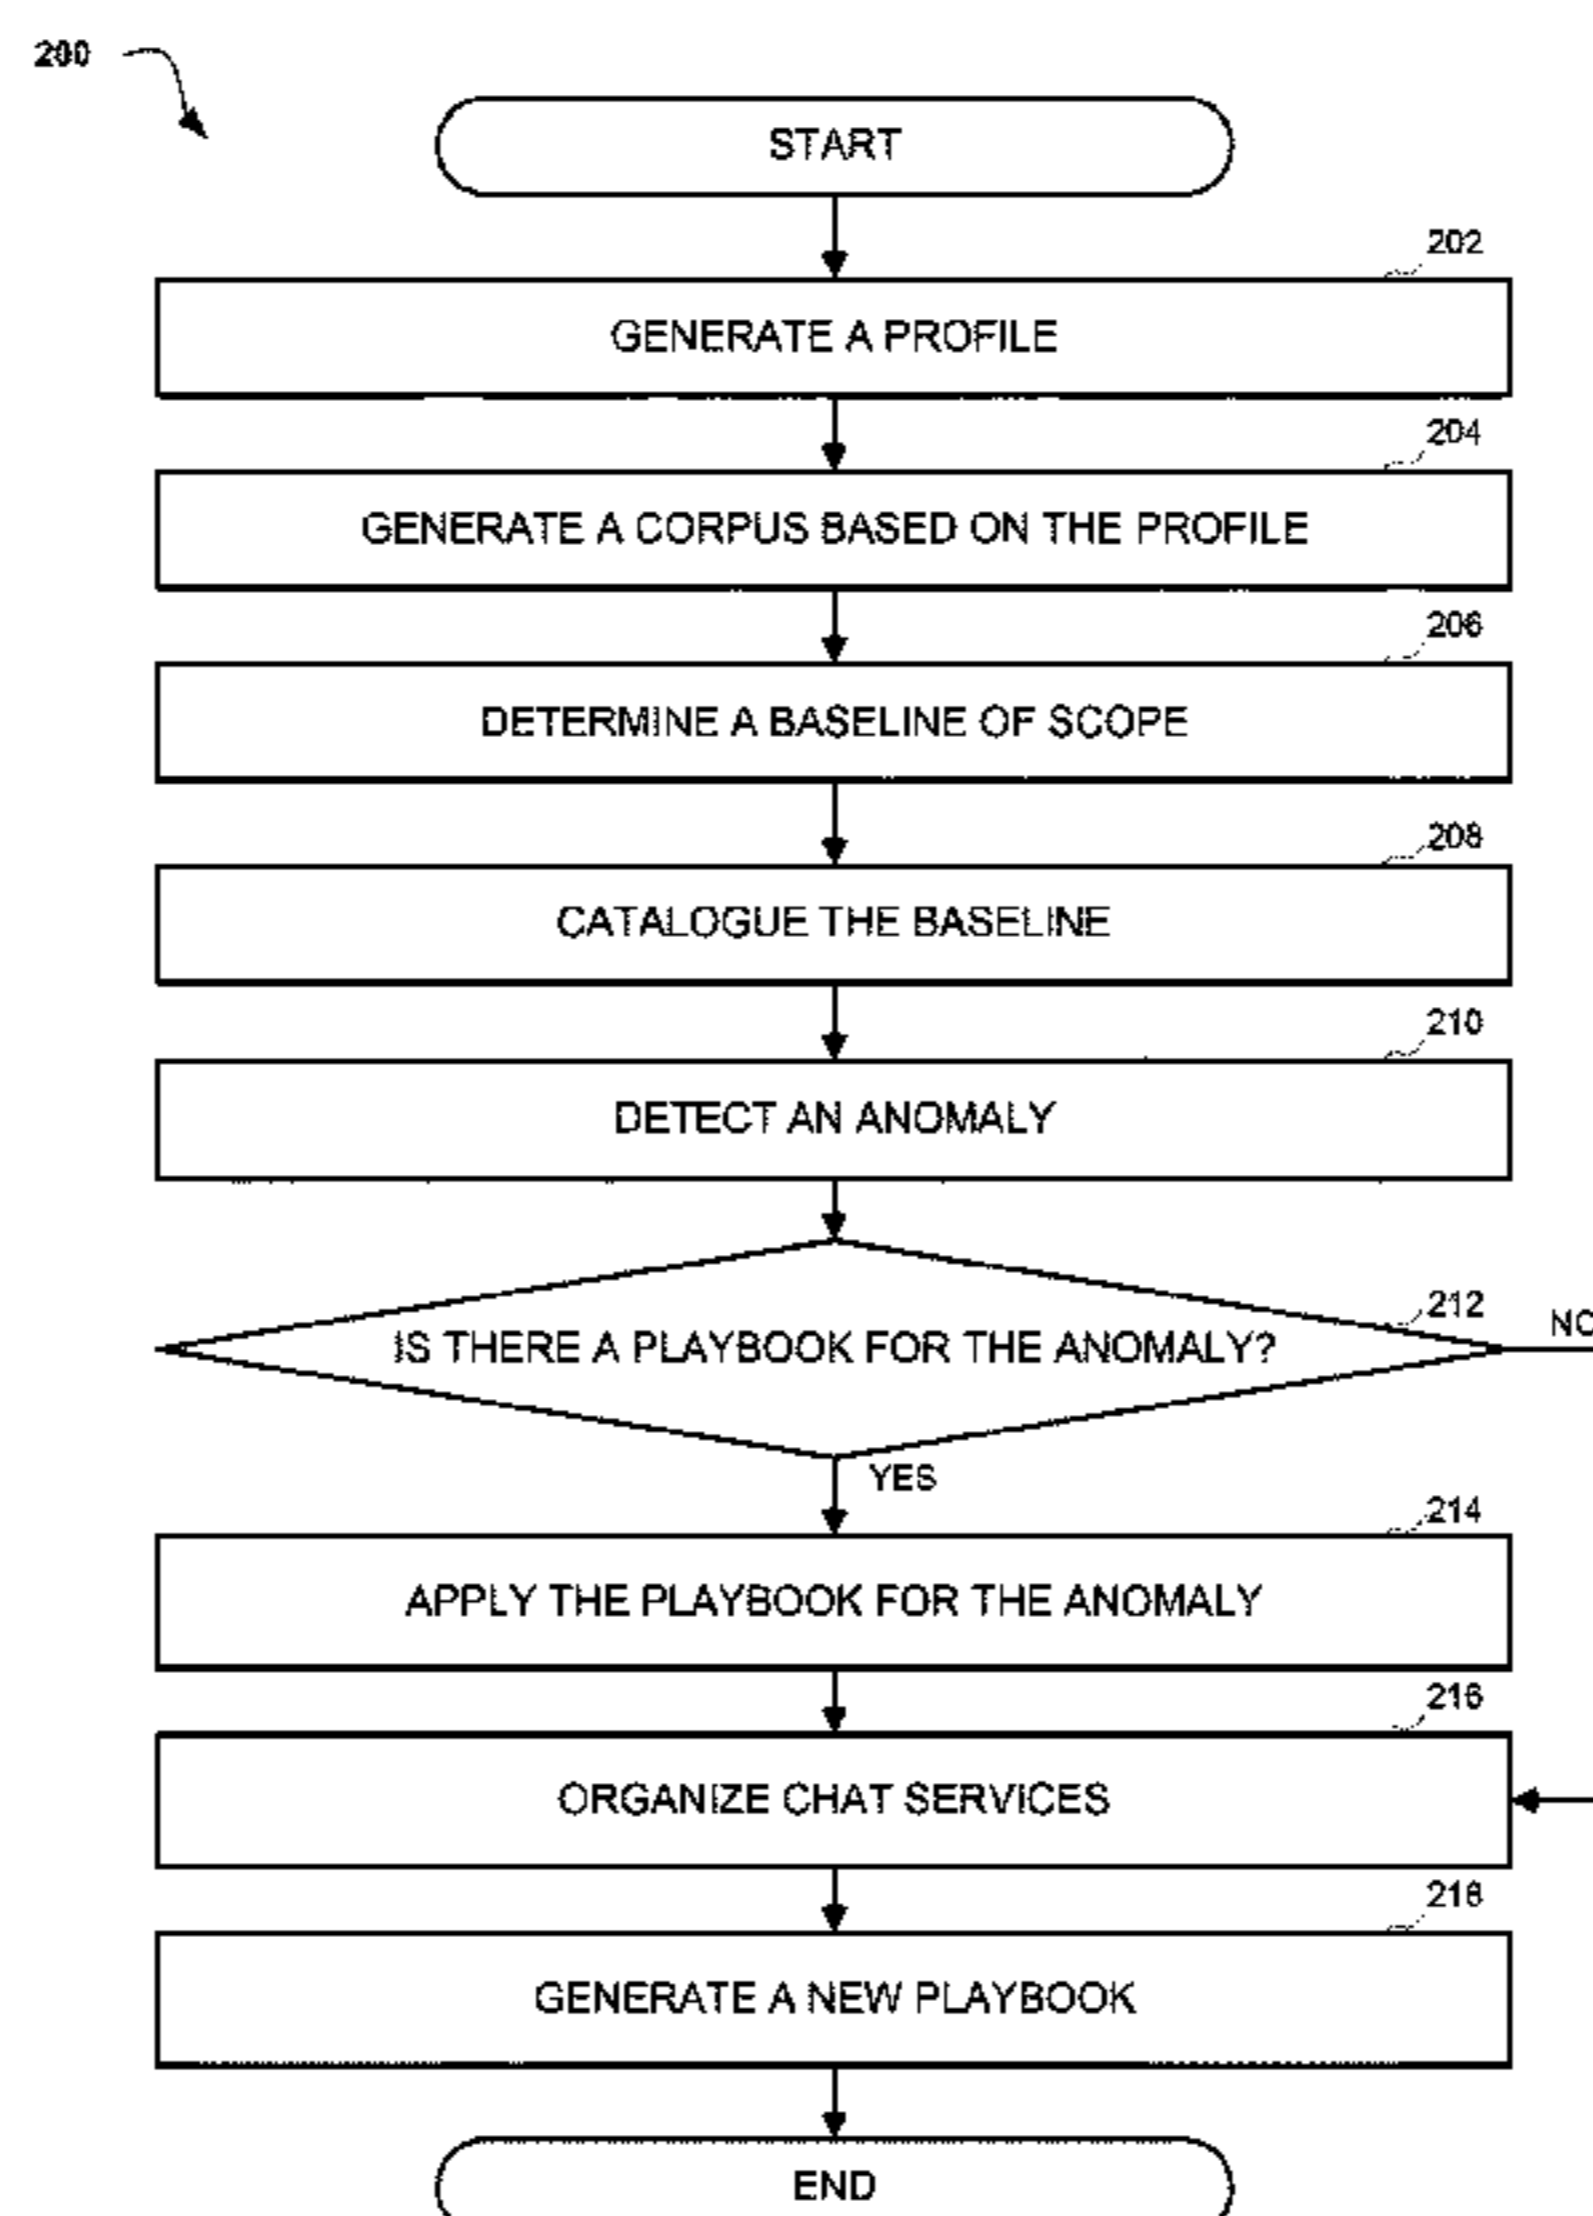 200
START
202
GENERATE A PROFILE
204
GENERATE A CORPUS BASED ON THE PROFILE
206
DETERMINE A BASELINE OF SCOPE
208
CATALOGUE THE BASELINE
210
DETECT AN ANOMALY
212
NO
IS THERE A PLAYBOOK FOR THE ANOMALY?
YES
214
APPLY THE PLAYBOOK FOR THE ANOMALY
216
ORGANIZE CHAT SERVICES
218
GENERATE A NEW PLAYBOOK
END